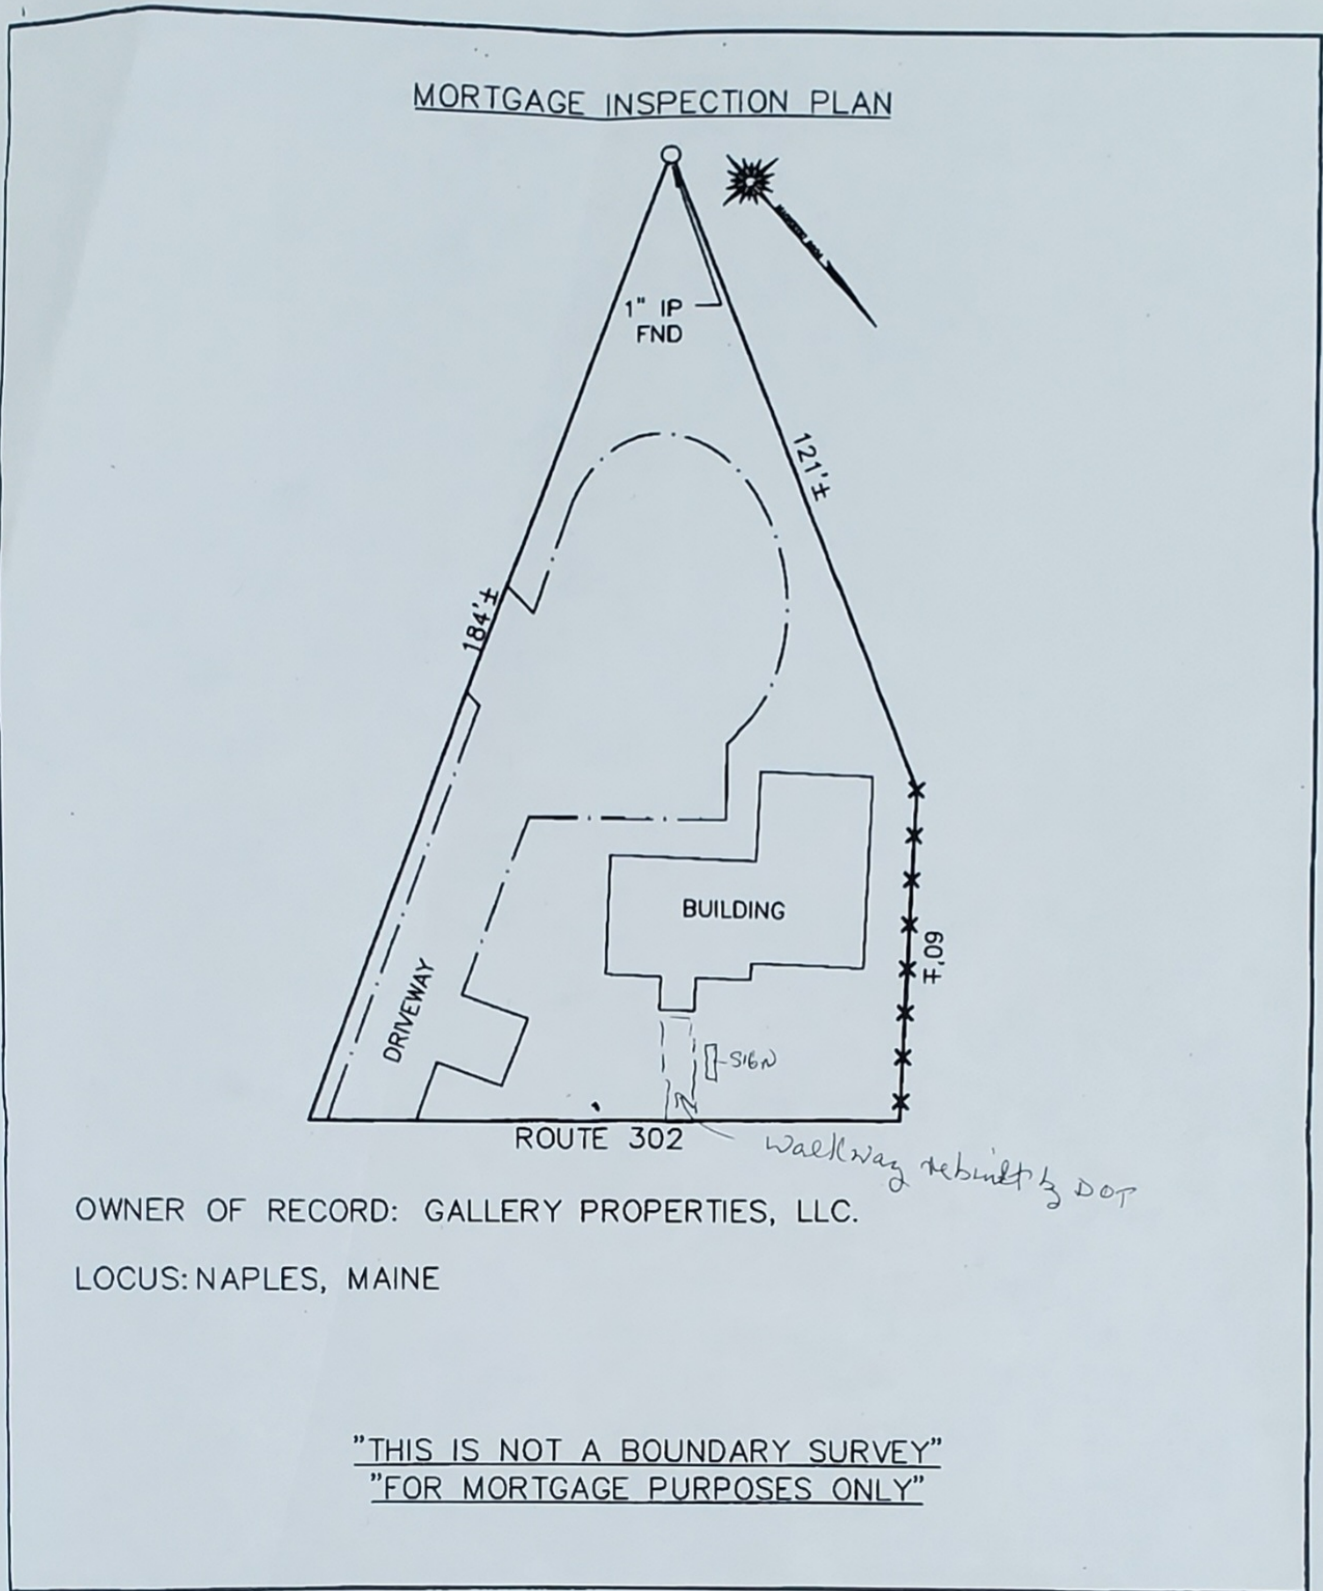 MORTGAGE INSPECTION PLAN
1" IP
FND
121'±
184'±
BUILDING
60'±
DRIVEWAY
SIGN
ROUTE 302
Walkway rebuilt by DOT
OWNER OF RECORD: GALLERY PROPERTIES, LLC.
LOCUS: NAPLES, MAINE
"THIS IS NOT A BOUNDARY SURVEY"
"FOR MORTGAGE PURPOSES ONLY"